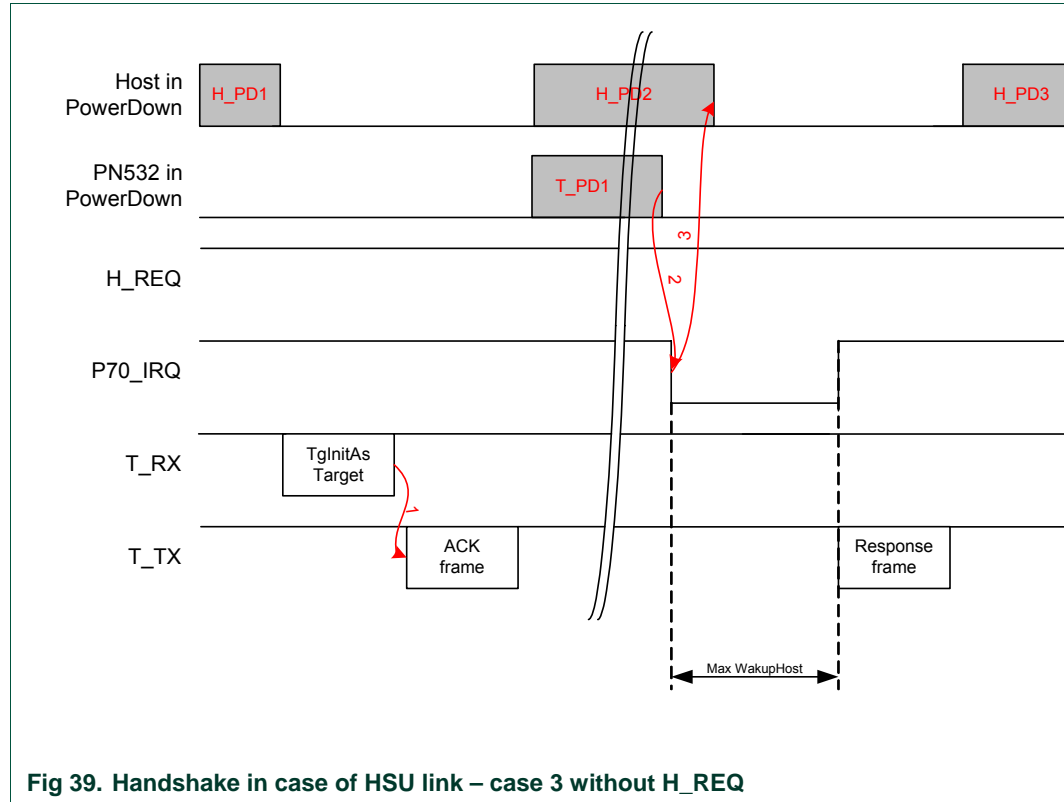 Host in
PowerDown
H_PD1
H_PD2
H_PD3
PN532 in
PowerDown
T_PD1
3
2
H_REQ
P70_IRQ
T_RX
TgInitAs
Target
1
T_TX
ACK
frame
Response
frame
Max WakupHost
Fig 39. Handshake in case of HSU link – case 3 without H_REQ